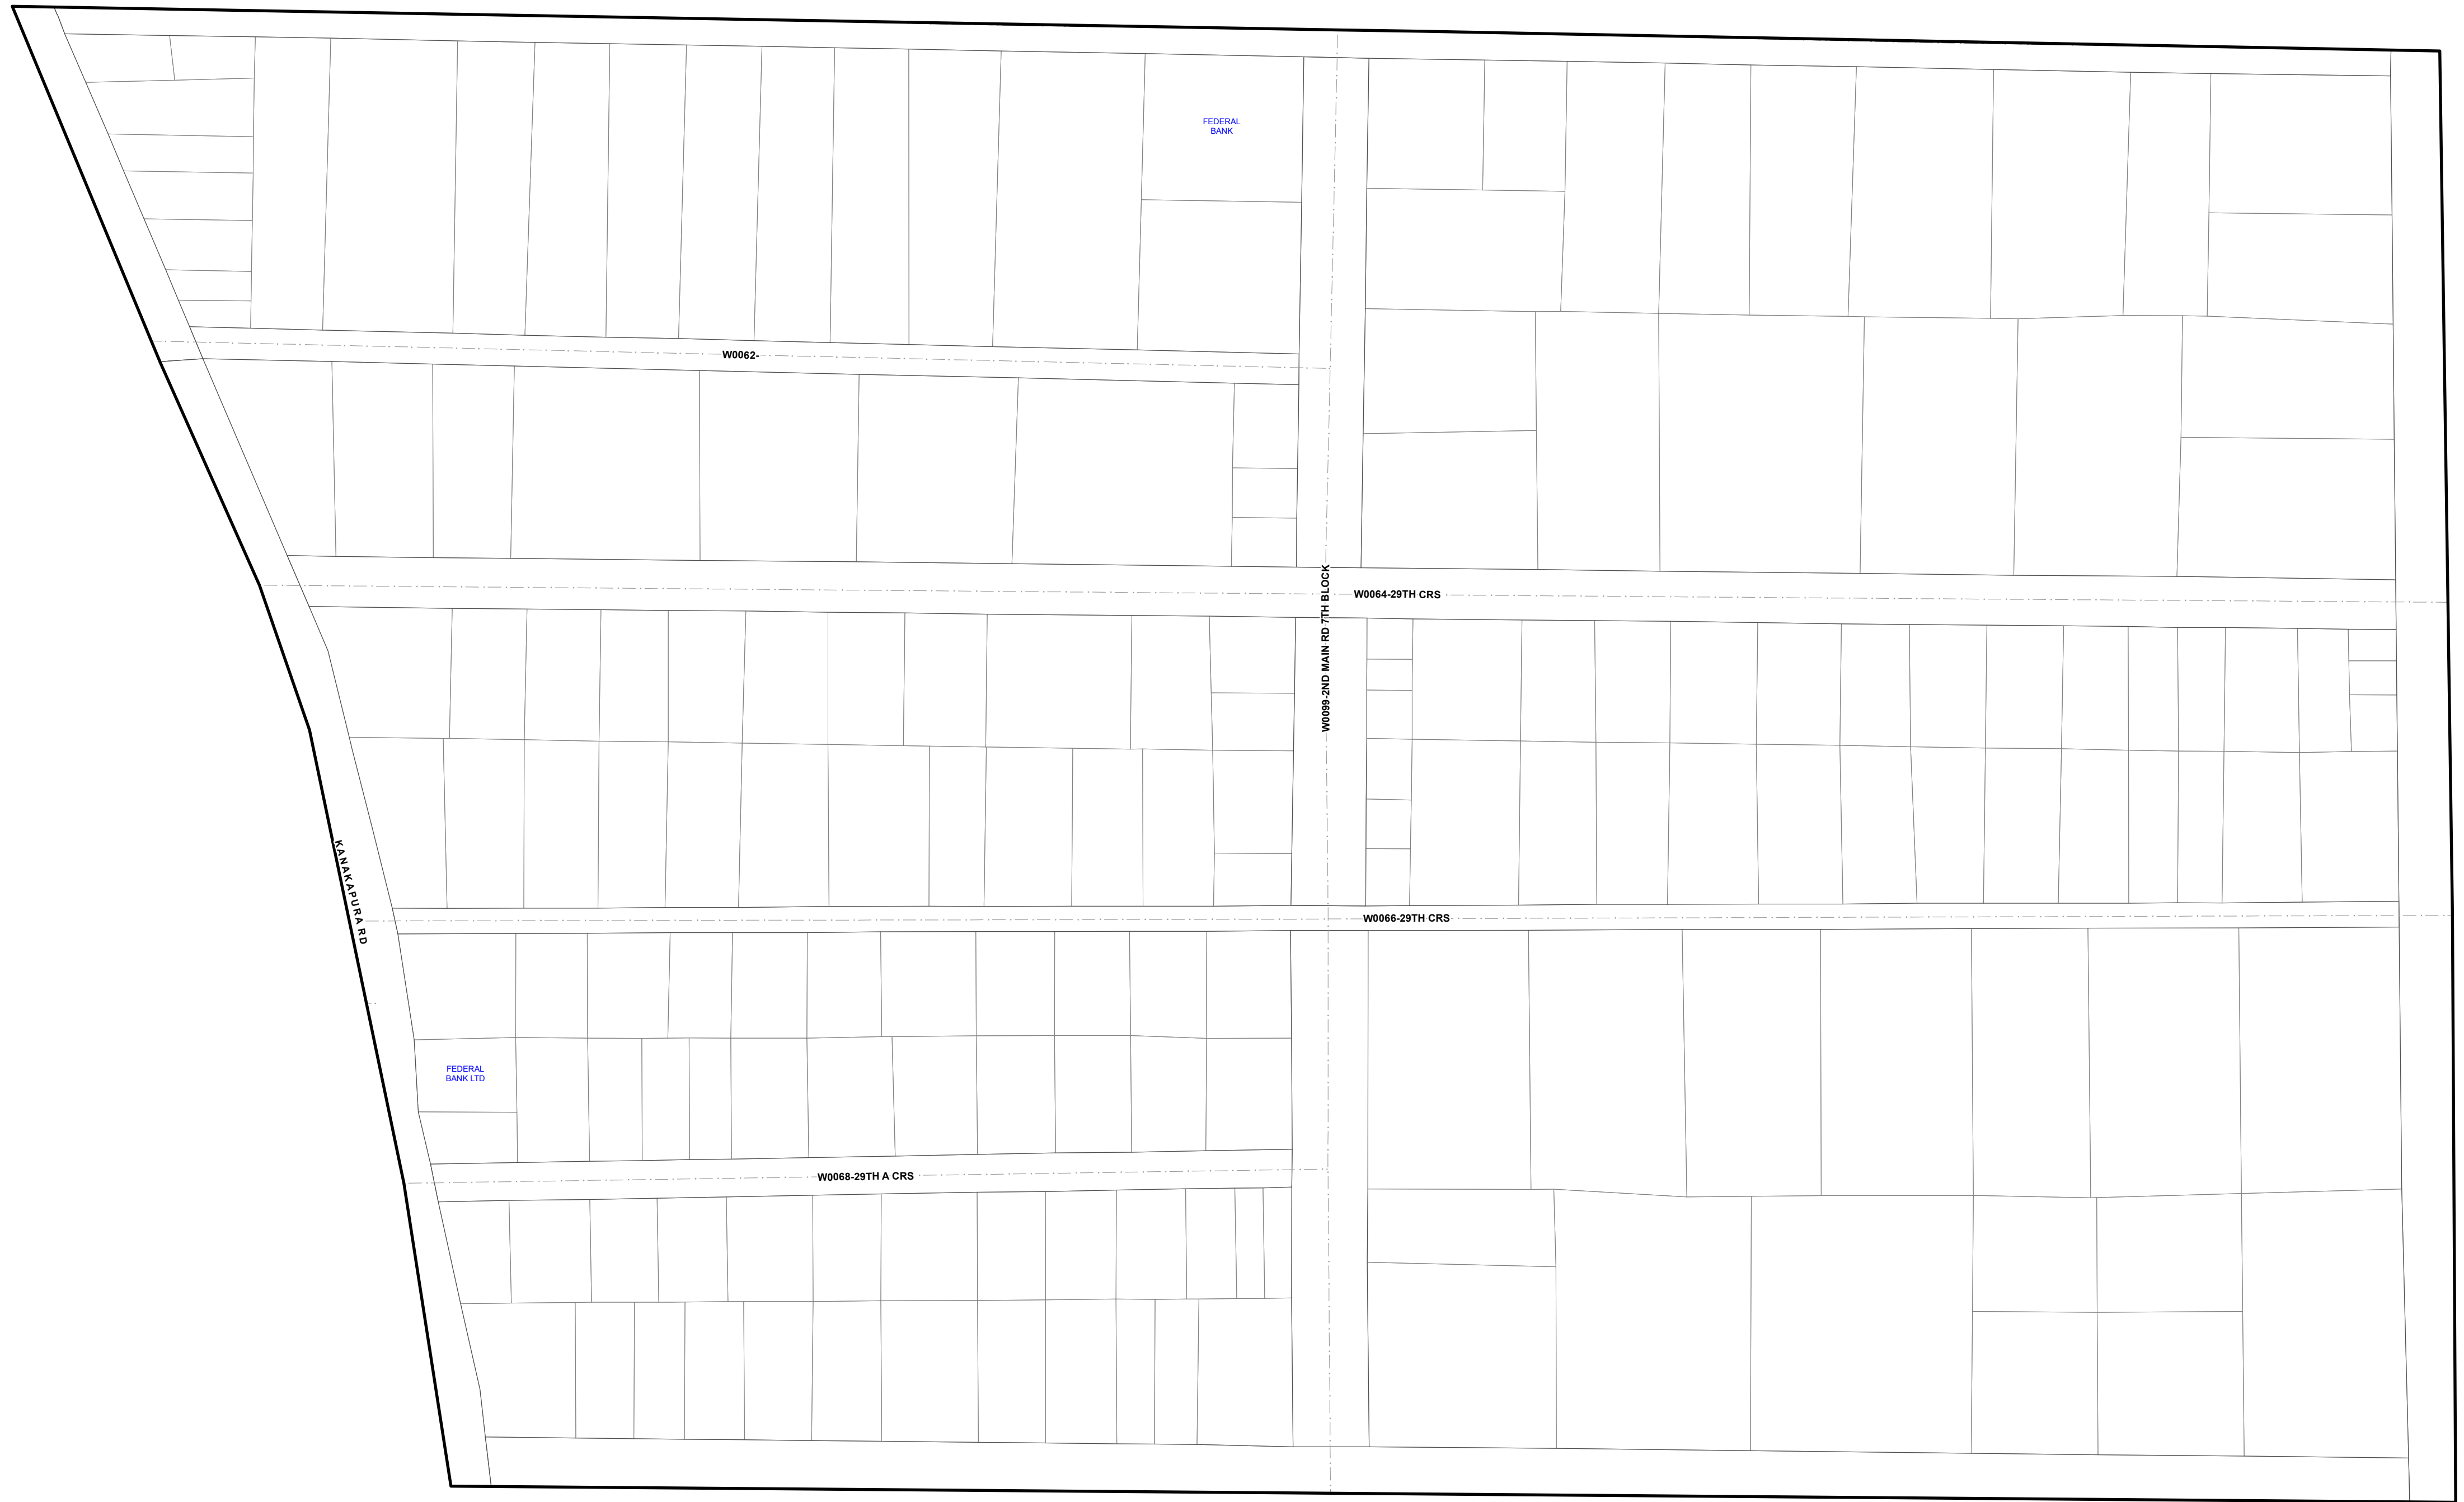 FEDERAL
BANK
W0062-
W0064-29TH CRS
W0099-2ND MAIN RD 7TH BLOCK
KANAKAPURA RD
W0066-29TH CRS
FEDERAL
BANK LTD
W0068-29TH A CRS